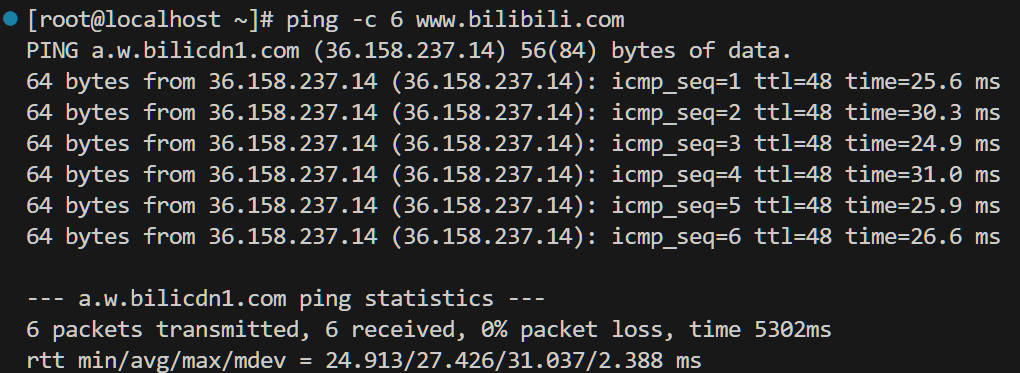 [root@localhost ~]# ping -c 6 www.bilibili.com
PING a.w.bilicdn1.com (36.158.237.14) 56(84) bytes of data.
64 bytes from 36.158.237.14 (36.158.237.14): icmp_seq=1 ttl=48 time=25.6 ms
64 bytes from 36.158.237.14 (36.158.237.14): icmp_seq=2 ttl=48 time=30.3 ms
64 bytes from 36.158.237.14 (36.158.237.14): icmp_seq=3 ttl=48 time=24.9 ms
64 bytes from 36.158.237.14 (36.158.237.14): icmp_seq=4 ttl=48 time=31.0 ms
64 bytes from 36.158.237.14 (36.158.237.14): icmp_seq=5 ttl=48 time=25.9 ms
64 bytes from 36.158.237.14 (36.158.237.14): icmp_seq=6 ttl=48 time=26.6 ms
--- a.w.bilicdn1.com ping statistics ---
6 packets transmitted, 6 received, 0% packet loss, time 5302ms
rtt min/avg/max/mdev = 24.913/27.426/31.037/2.388 ms